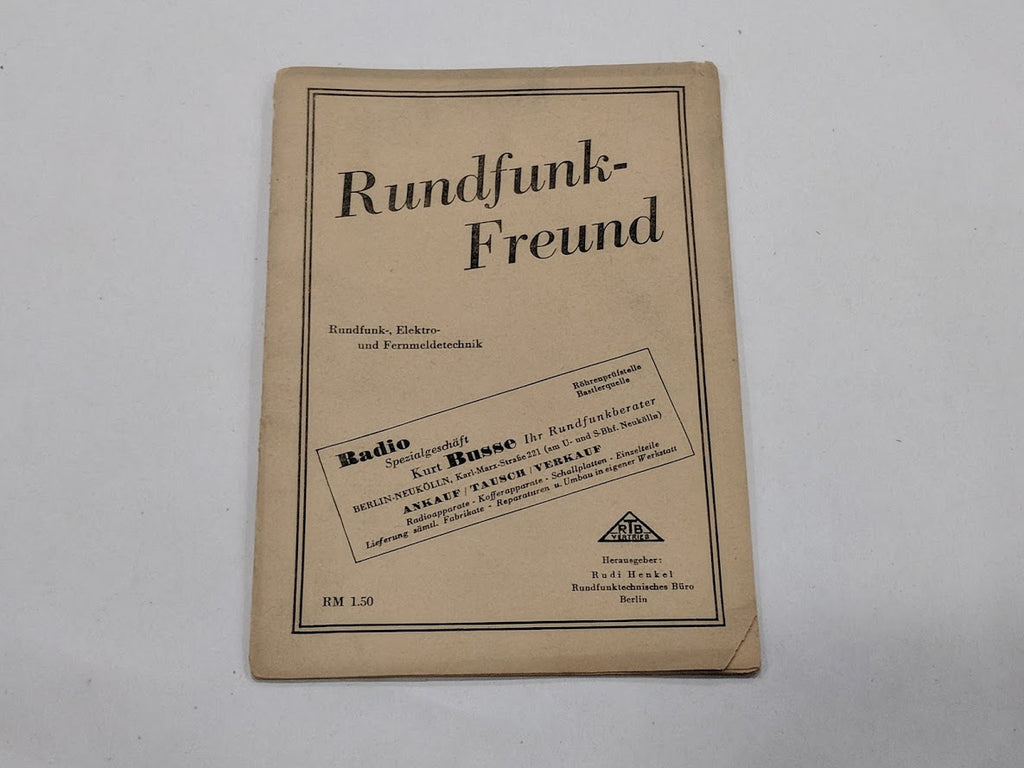 Rundfunk-
Freund
Rundfunk-, Elektro-
und Fernmeldetechnik
Röhrenprüfstelle
Bastlerquelle
Radio
Spezialgeschäft
Kurt Busse Ihr Rundfunkberater
BERLIN-NEUKÖLLN, Karl-Marx-Straße 221 (am U- und S-Bhf. Neukölln)
ANKAUF / TAUSCH / VERKAUF
Radioapparate - Kofferapparate - Schallplatten - Einzelteile
Lieferung sämtl. Fabrikate - Reparaturen u. Umbau in eigener Werkstatt
RTB
VERTRIEB
Herausgeber:
Rudi Henkel
Rundfunktechnisches Büro
Berlin
RM 1.50